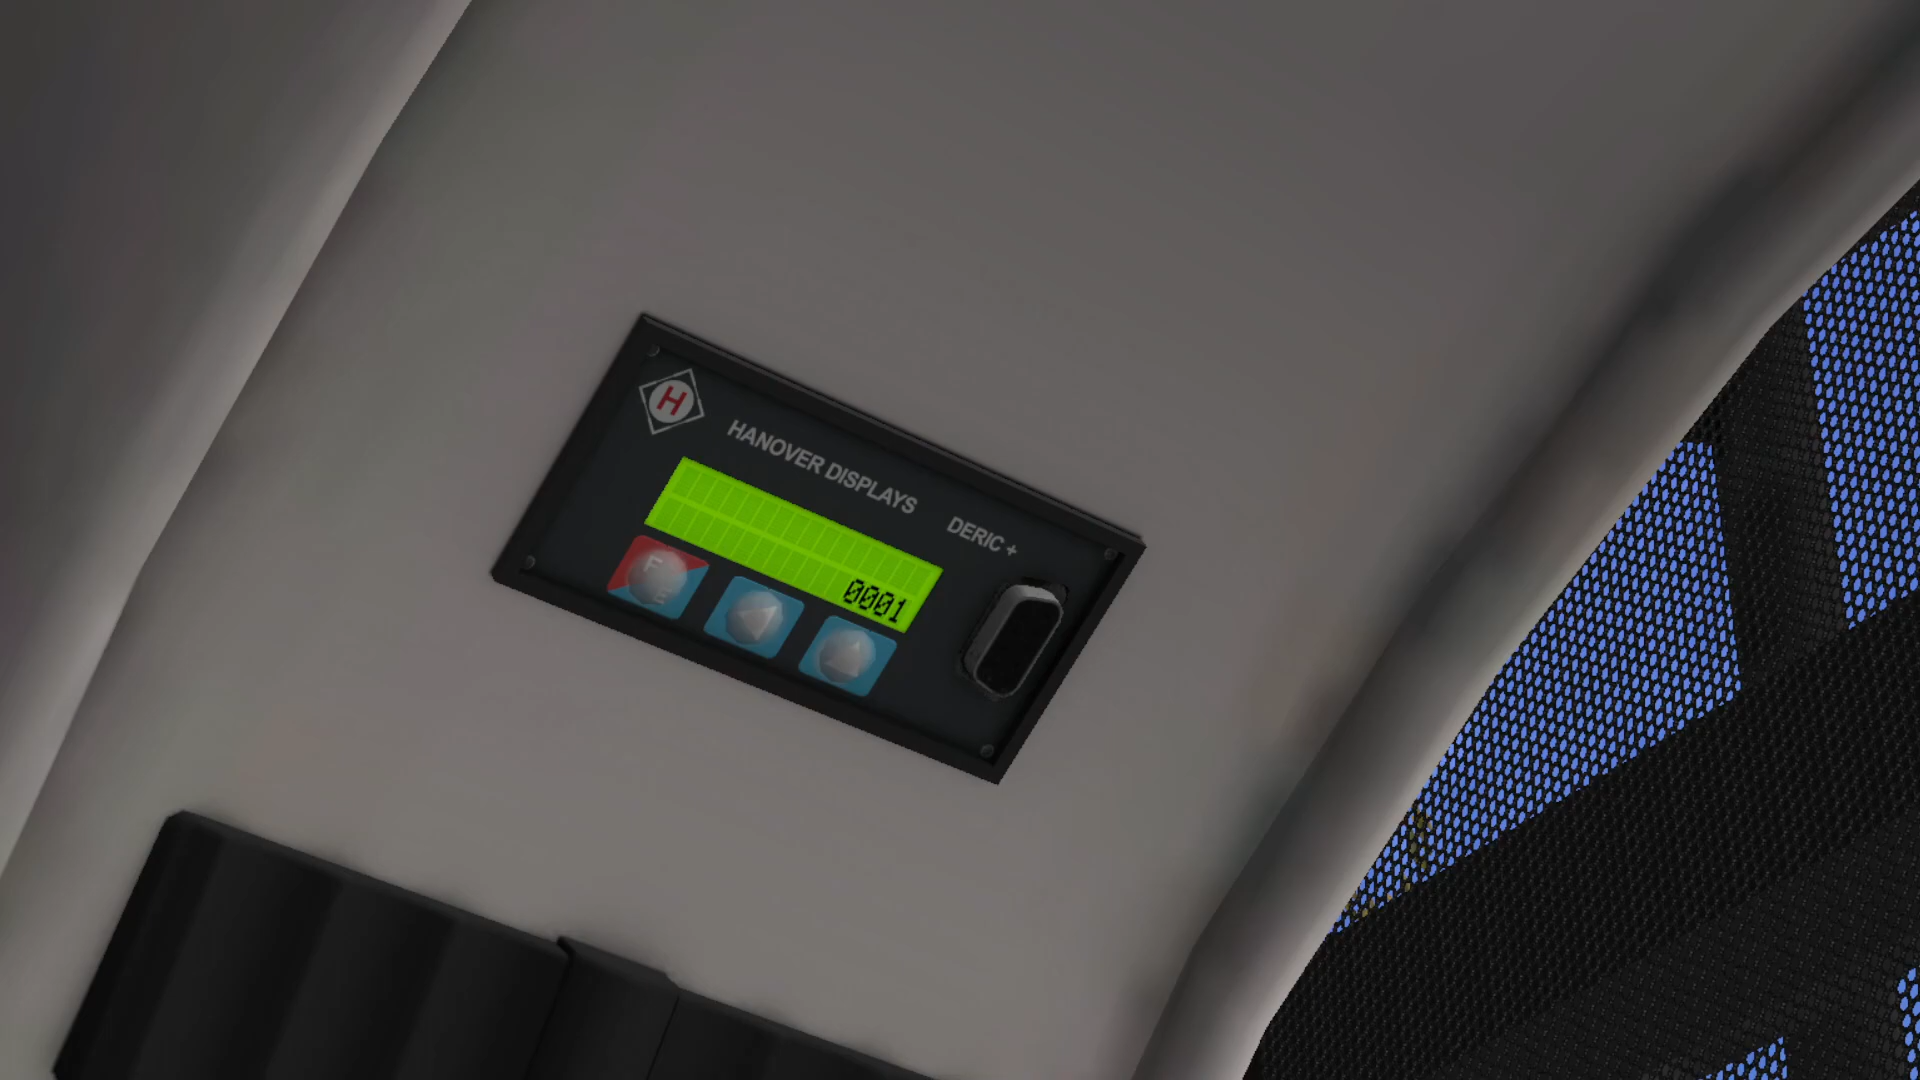 H
HANOVER DISPLAYS
DERIC +
0001
F
E